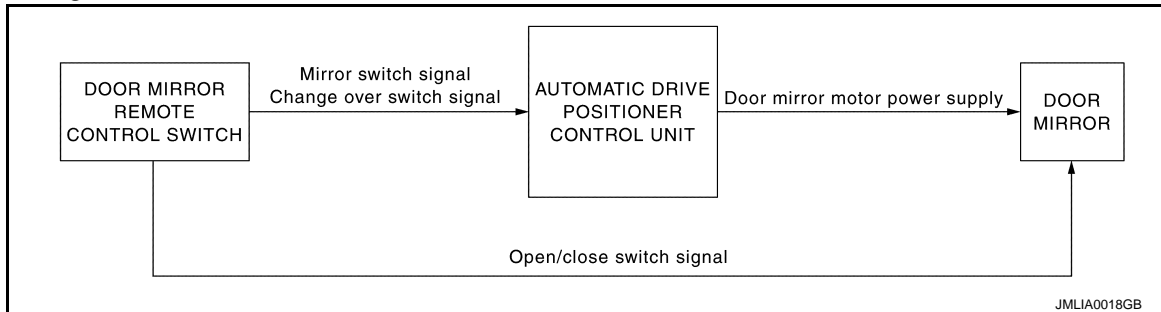 DOOR MIRROR
REMOTE
CONTROL SWITCH
Mirror switch signal
Change over switch signal
AUTOMATIC DRIVE
POSITIONER
CONTROL UNIT
Door mirror motor power supply
DOOR
MIRROR
Open/close switch signal
JMLIA0018GB